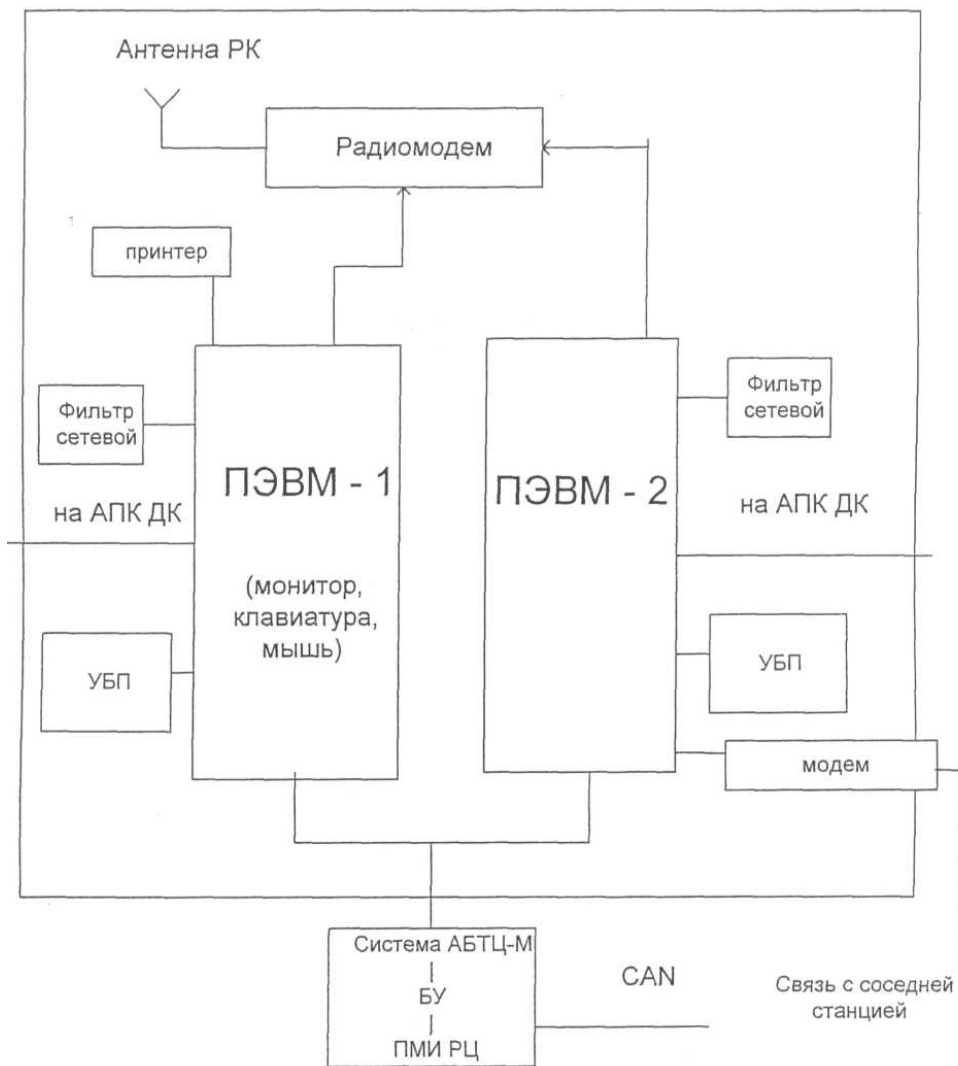 Антенна РК
Радиомодем
принтер
Фильтр
сетевой
Фильтр
сетевой
ПЭВМ - 1
ПЭВМ - 2
на АПК ДК
на АПК ДК
(монитор,
клавиатура,
мышь)
УБП
УБП
модем
Система АБТЦ-М
БУ
ПМИ РЦ
CAN
Связь с соседней
станцией